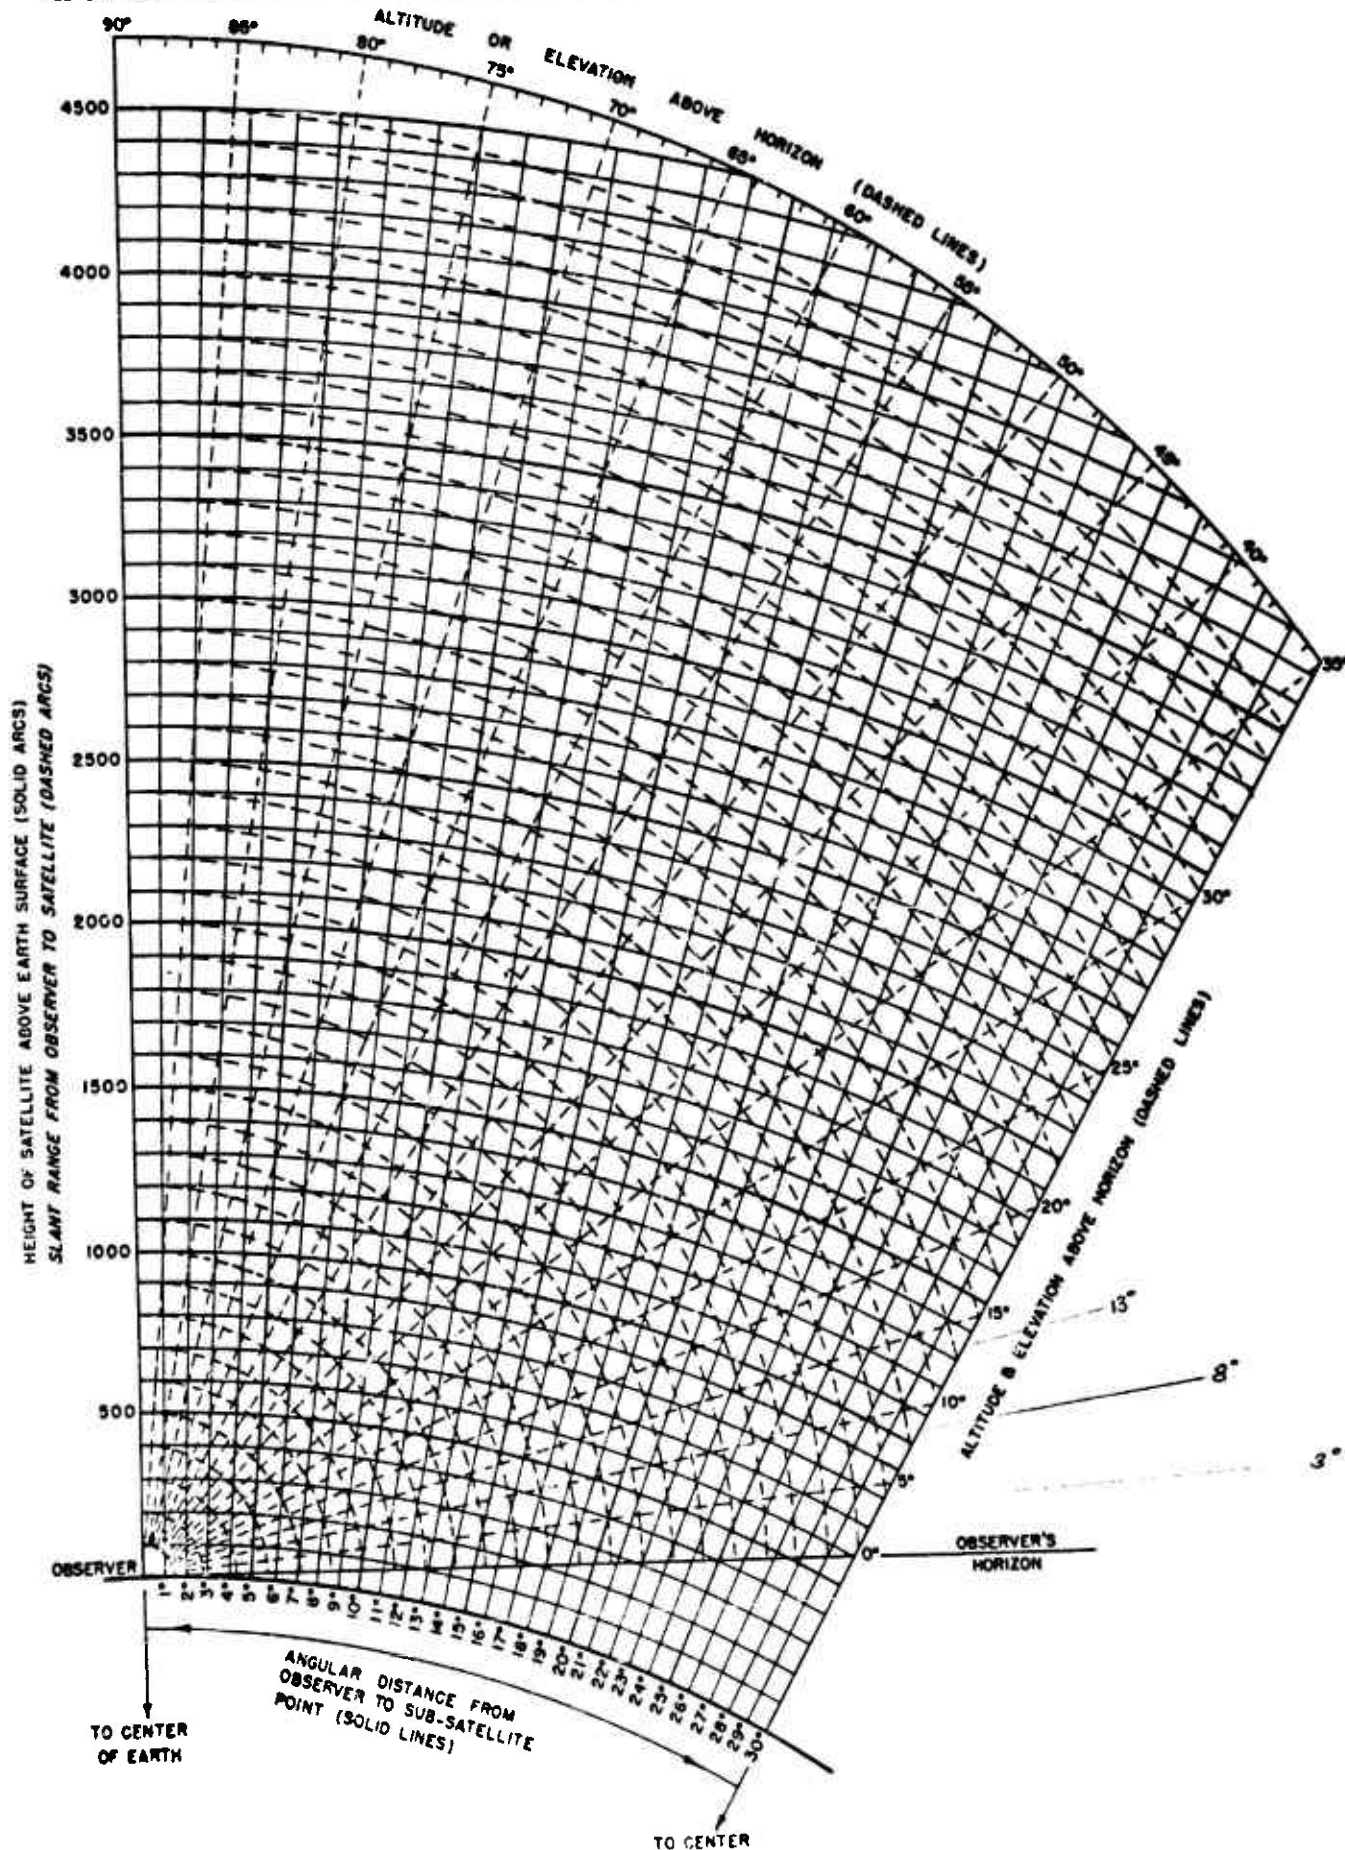 ALTITUDE OR ELEVATION ABOVE HORIZON (DASHED LINES)
90°
85°
80°
75°
70°
65°
60°
55°
50°
45°
40°
35°
30°
25°
20°
15°
10°
5°
0°
13°
8°
3°
ALTITUDE & ELEVATION ABOVE HORIZON (DASHED LINES)
HEIGHT OF SATELLITE ABOVE EARTH SURFACE (SOLID ARCS)
SLANT RANGE FROM OBSERVER TO SATELLITE (DASHED ARCS)
4500
4000
3500
3000
2500
2000
1500
1000
500
OBSERVER
OBSERVER'S
HORIZON
1° 2° 3° 4° 5° 6° 7° 8° 9° 10° 11° 12° 13° 14° 15° 16° 17° 18° 19° 20° 21° 22° 23° 24° 25° 26° 27° 28° 29° 30°
ANGULAR DISTANCE FROM
OBSERVER TO SUB-SATELLITE
POINT (SOLID LINES)
TO CENTER
OF EARTH
TO CENTER